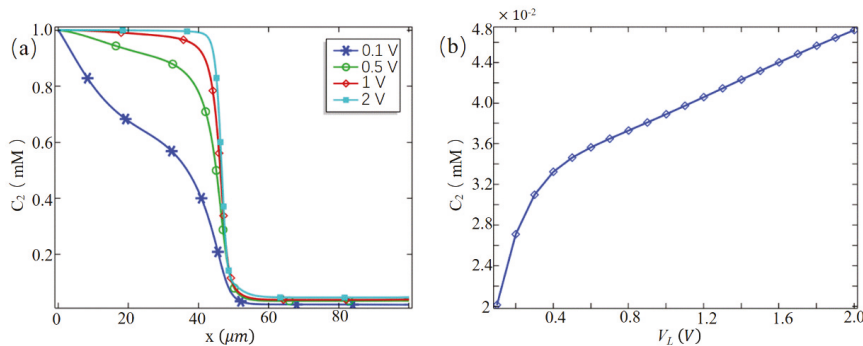 (a)
1.0
0.8
0.6
0.4
0.2
C₂ ( mM )
0
20
40
60
80
x (μm)
0.1 V
0.5 V
1 V
2 V
(b)
× 10⁻²
4.8
4.4
4.0
3.6
3.2
2.8
2.4
2
C₂ ( mM )
0.4
0.8
1.2
1.6
2.0
V_L (V)